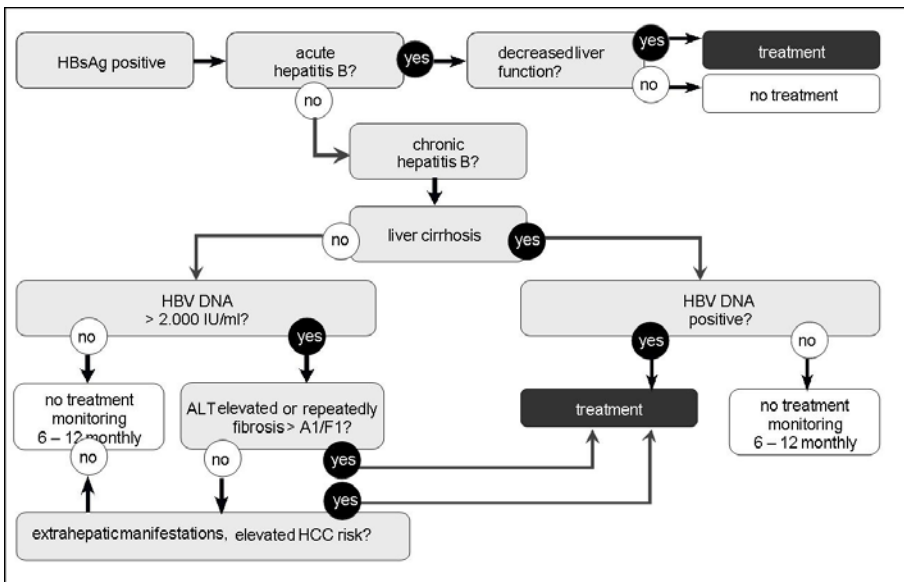 HBsAg positive
acute
hepatitis B?
yes
decreased liver
function?
yes
treatment
no
no treatment
no
chronic
hepatitis B?
no
liver cirrhosis
yes
HBV DNA
> 2.000 IU/ml?
HBV DNA
positive?
no
yes
yes
no
no treatment
monitoring
6 – 12 monthly
ALT elevated or repeatedly
fibrosis > A1/F1?
treatment
no treatment
monitoring
6 – 12 monthly
no
no
yes
yes
extrahepatic manifestations, elevated HCC risk?